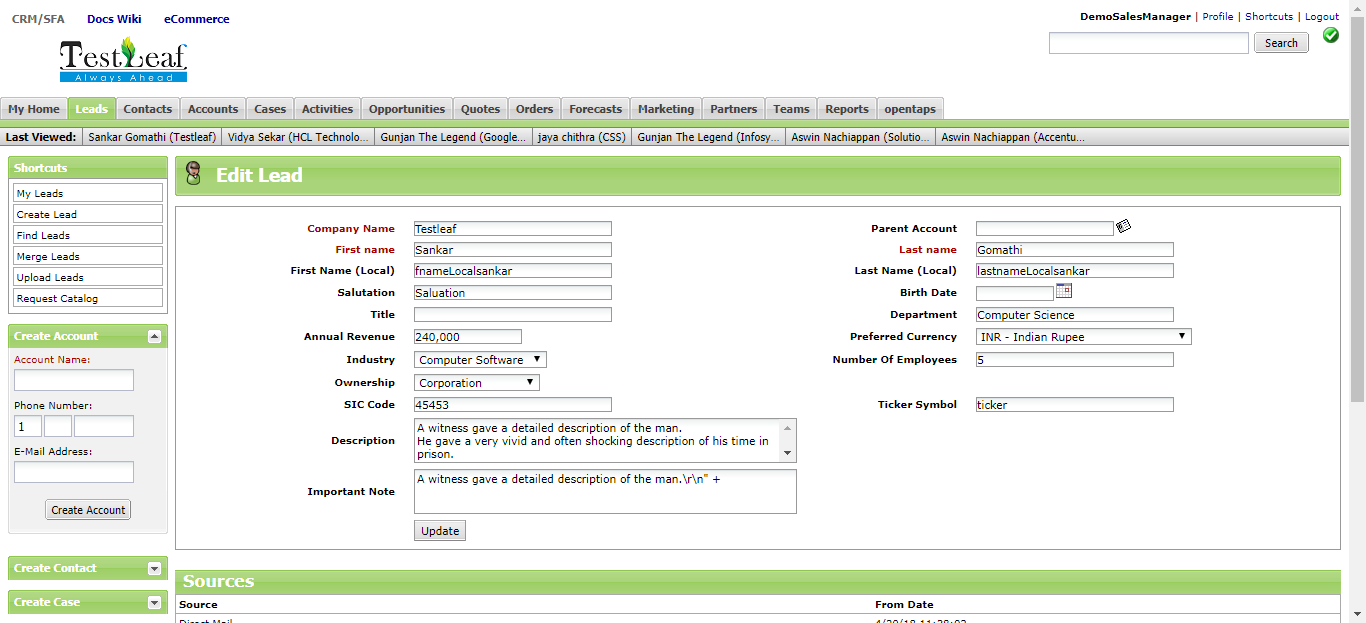 CRM/SFA Docs Wiki eCommerce
DemoSalesManager | Profile | Shortcuts | Logout
Search
TestLeaf
Always Ahead
My Home Leads Contacts Accounts Cases Activities Opportunities Quotes Orders Forecasts Marketing Partners Teams Reports opentaps
Last Viewed: Sankar Gomathi (Testleaf) Vidya Sekar (HCL Technolo... Gunjan The Legend (Google... jaya chithra (CSS) Gunjan The Legend (Infosy... Aswin Nachiappan (Solutio... Aswin Nachiappan (Accentu...
Shortcuts
My Leads
Create Lead
Find Leads
Merge Leads
Upload Leads
Request Catalog
Create Account
Account Name:
Phone Number:
1
E-Mail Address:
Create Account
Create Contact
Create Case
Edit Lead
Company Name Testleaf Parent Account
First name Sankar Last name Gomathi
First Name (Local) fnameLocalsankar Last Name (Local) lastnameLocalsankar
Salutation Saluation Birth Date
Title Department Computer Science
Annual Revenue 240,000 Preferred Currency INR - Indian Rupee
Industry Computer Software Number Of Employees 5
Ownership Corporation
SIC Code 45453 Ticker Symbol ticker
Description A witness gave a detailed description of the man.
He gave a very vivid and often shocking description of his time in
prison.
Important Note A witness gave a detailed description of the man.\r\n" +
Update
Sources
Source From Date
Direct Mail